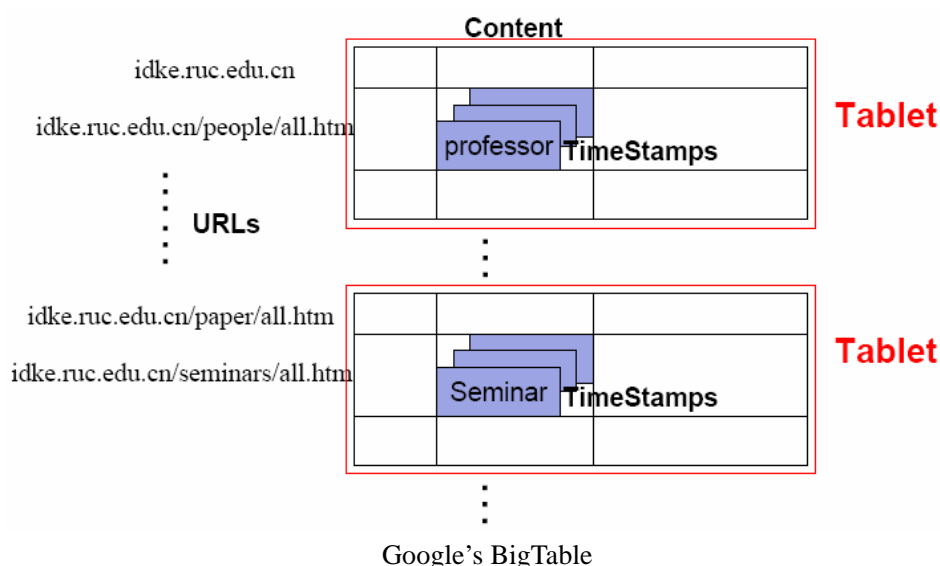 Content
idke.ruc.edu.cn
idke.ruc.edu.cn/people/all.htm
Tablet
professor
TimeStamps
URLs
idke.ruc.edu.cn/paper/all.htm
idke.ruc.edu.cn/seminars/all.htm
Tablet
Seminar
TimeStamps
Google’s BigTable